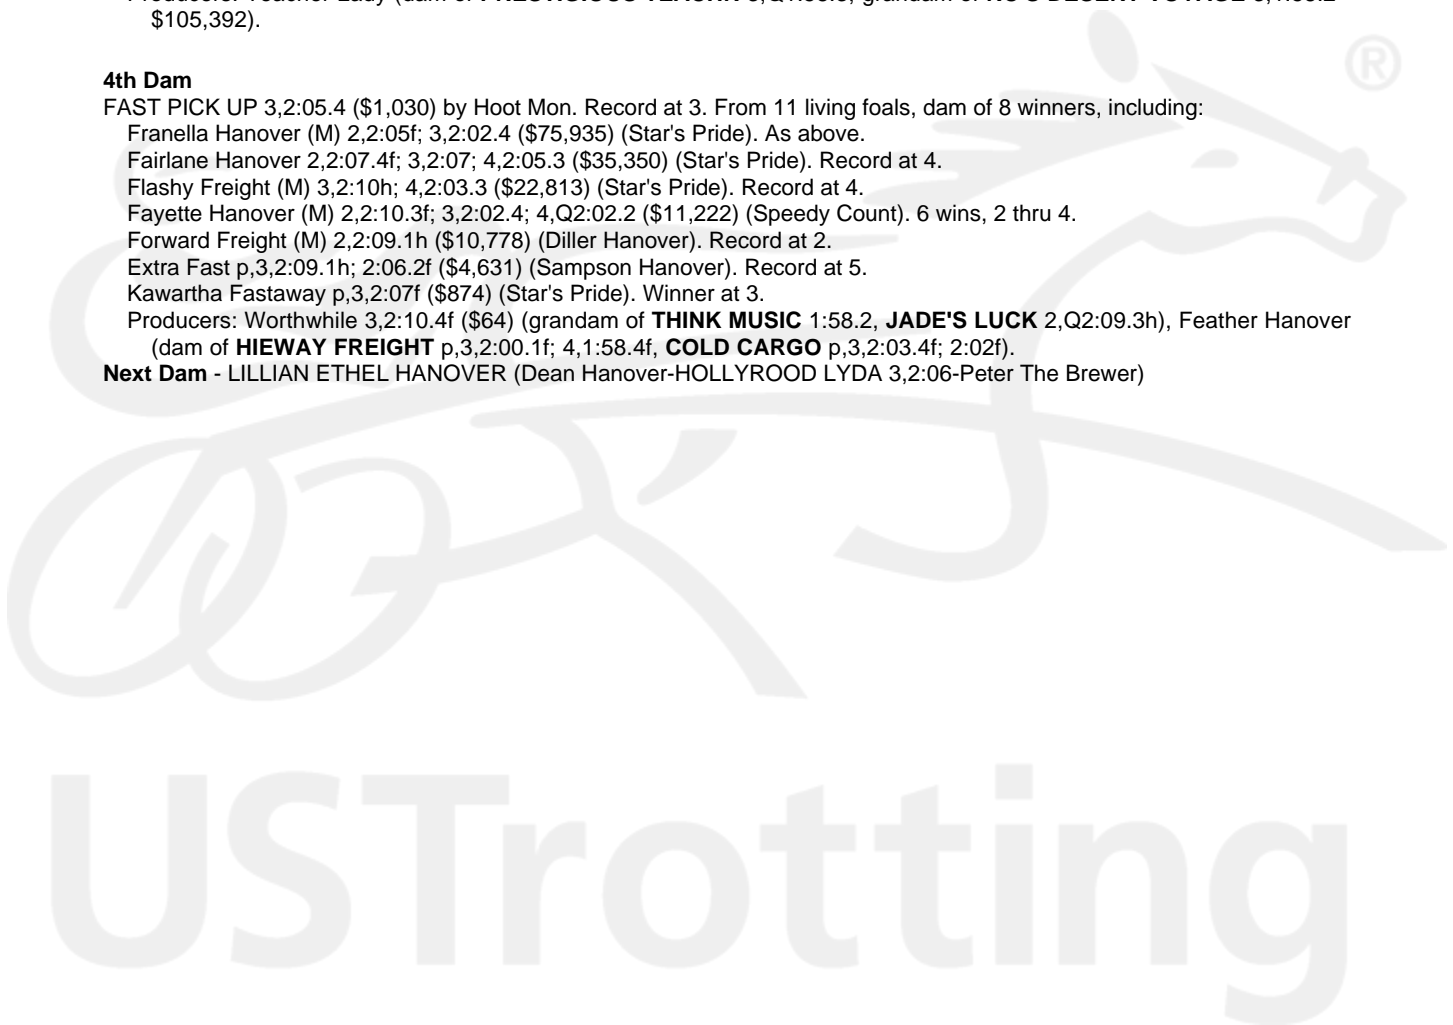 $105,392).
4th Dam
FAST PICK UP 3,2:05.4 ($1,030) by Hoot Mon. Record at 3. From 11 living foals, dam of 8 winners, including:
Franella Hanover (M) 2,2:05f; 3,2:02.4 ($75,935) (Star's Pride). As above.
Fairlane Hanover 2,2:07.4f; 3,2:07; 4,2:05.3 ($35,350) (Star's Pride). Record at 4.
Flashy Freight (M) 3,2:10h; 4,2:03.3 ($22,813) (Star's Pride). Record at 4.
Fayette Hanover (M) 2,2:10.3f; 3,2:02.4; 4,Q2:02.2 ($11,222) (Speedy Count). 6 wins, 2 thru 4.
Forward Freight (M) 2,2:09.1h ($10,778) (Diller Hanover). Record at 2.
Extra Fast p,3,2:09.1h; 2:06.2f ($4,631) (Sampson Hanover). Record at 5.
Kawartha Fastaway p,3,2:07f ($874) (Star's Pride). Winner at 3.
Producers: Worthwhile 3,2:10.4f ($64) (grandam of THINK MUSIC 1:58.2, JADE'S LUCK 2,Q2:09.3h), Feather Hanover
(dam of HIEWAY FREIGHT p,3,2:00.1f; 4,1:58.4f, COLD CARGO p,3,2:03.4f; 2:02f).
Next Dam - LILLIAN ETHEL HANOVER (Dean Hanover-HOLLYROOD LYDA 3,2:06-Peter The Brewer)
®
USTrotting